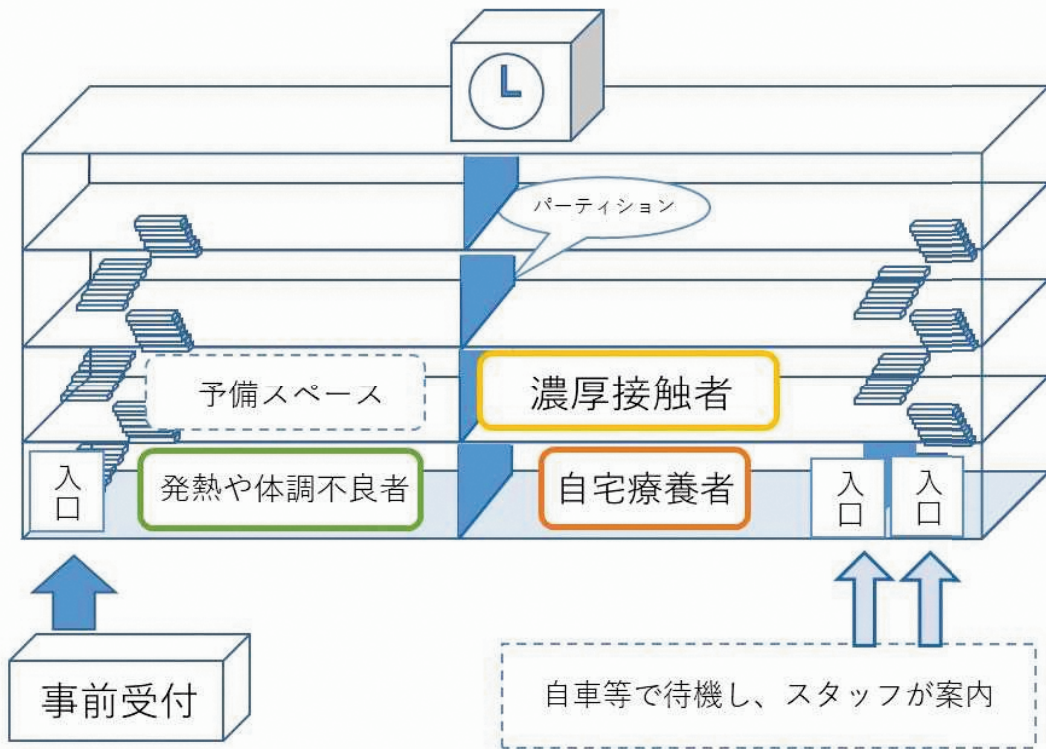 パーティション
予備スペース
濃厚接触者
入口
発熱や体調不良者
自宅療養者
入口
入口
事前受付
自車等で待機し、スタッフが案内